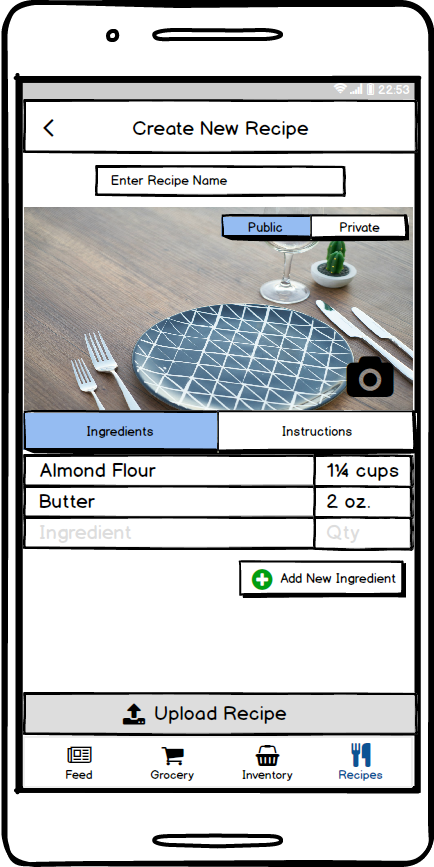 22:53
Create New Recipe
Enter Recipe Name
Public Private
Ingredients Instructions
Almond Flour 1¼ cups
Butter 2 oz.
Ingredient Qty
Add New Ingredient
Upload Recipe
Feed Grocery Inventory Recipes